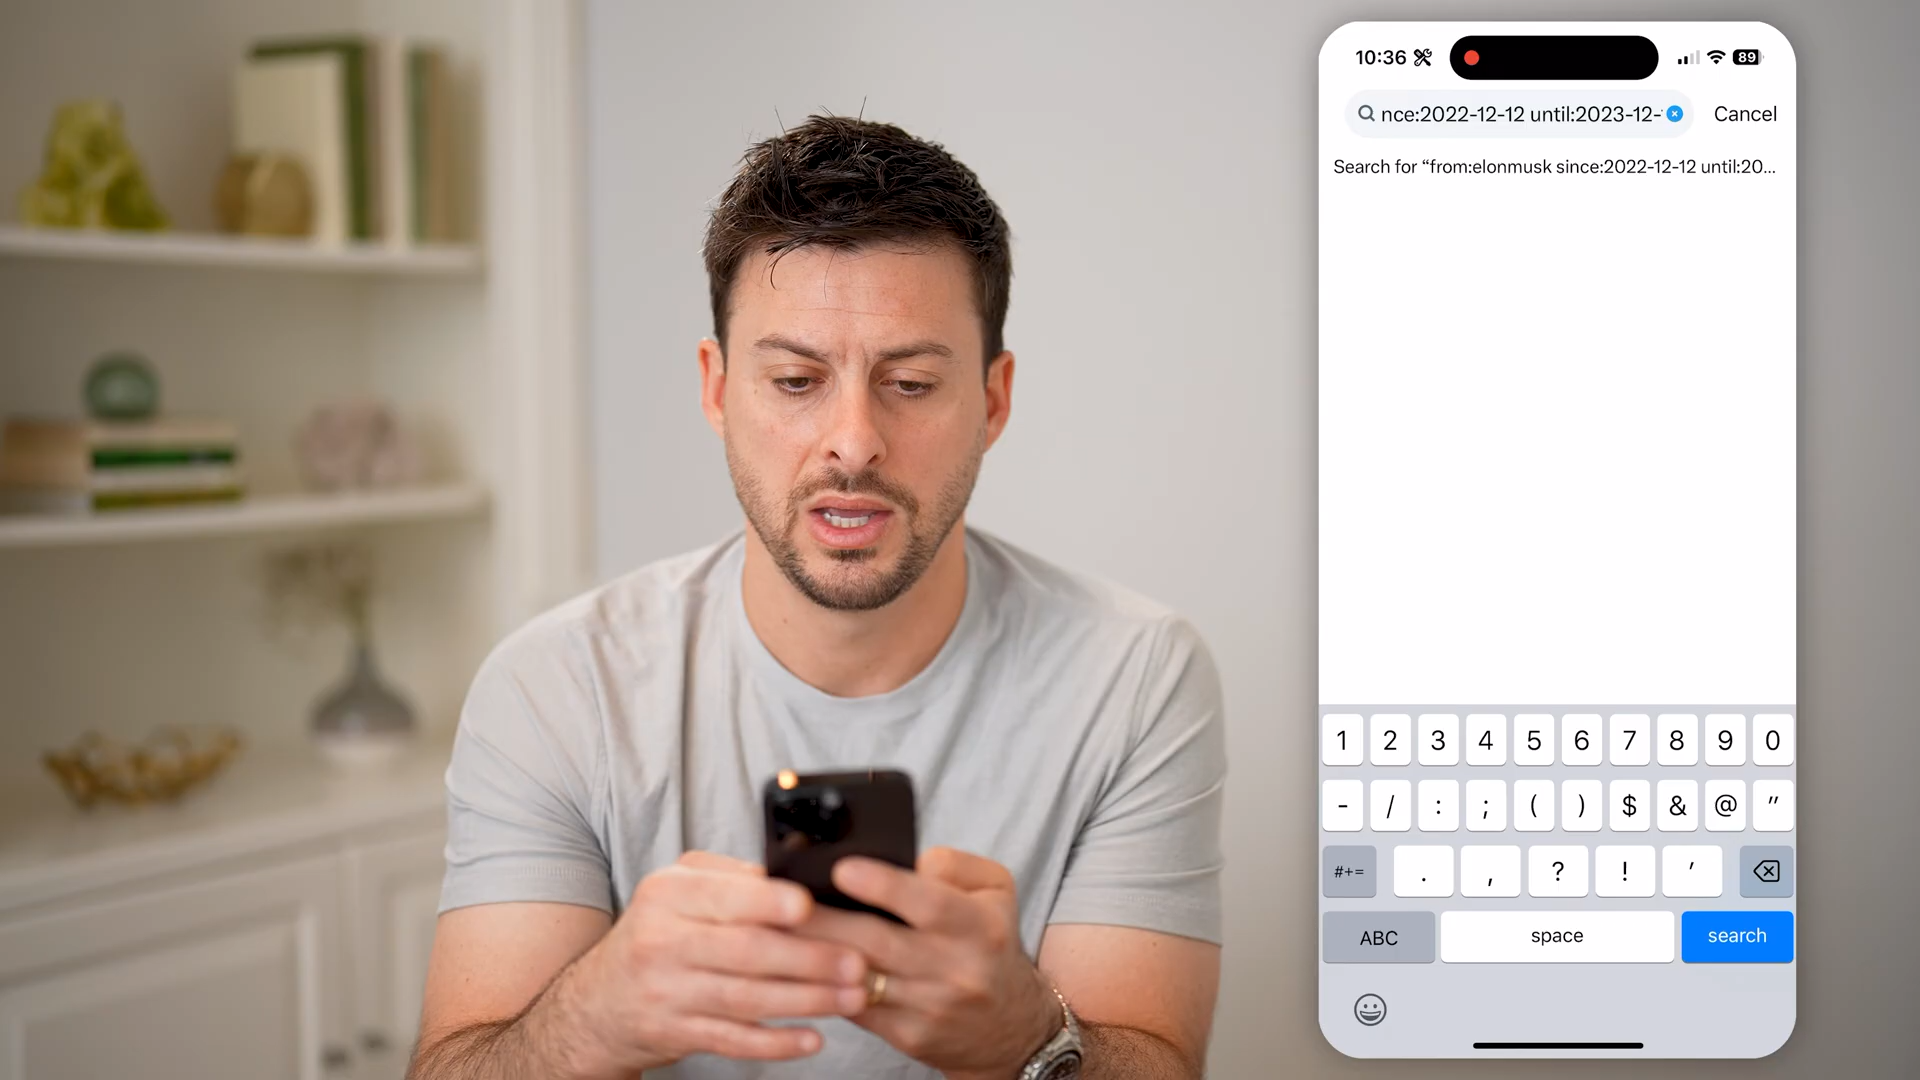 10:36
89
nce:2022-12-12 until:2023-12-
Cancel
Search for “from:elonmusk since:2022-12-12 until:20...
1 2 3 4 5 6 7 8 9 0
- / : ; ( ) $ & @ "
#+= . , ? ! '
ABC space search